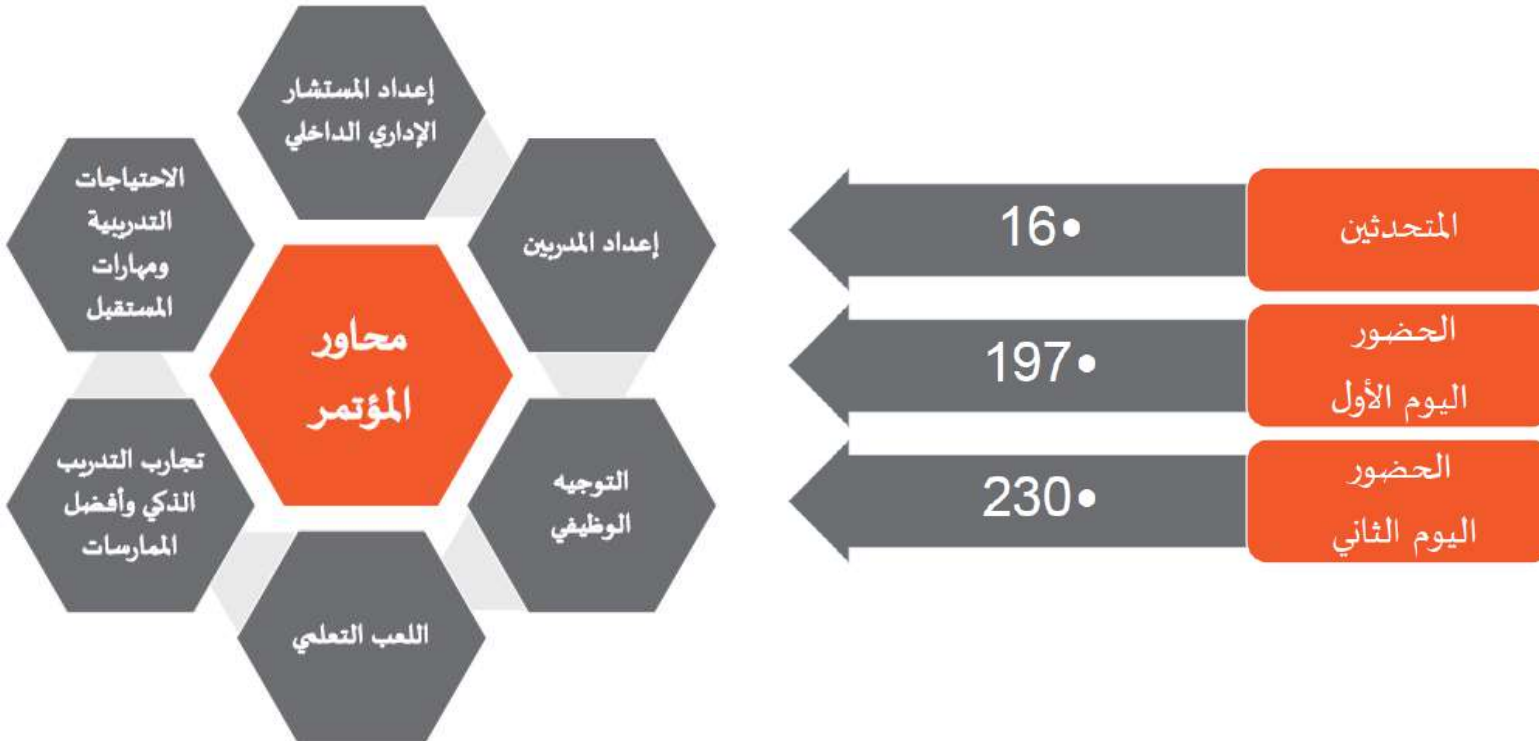 المتحدثين
16•
الحضور
اليوم الأول
197•
الحضور
اليوم الثاني
230•
محاور
المؤتمر
إعداد المستشار
الإداري الداخلي
إعداد المدربين
التوجيه
الوظيفي
اللعب التعلمي
تجارب التدريب
الذكي وأفضل
الممارسات
الاحتياجات
التدريبية
ومهارات
المستقبل